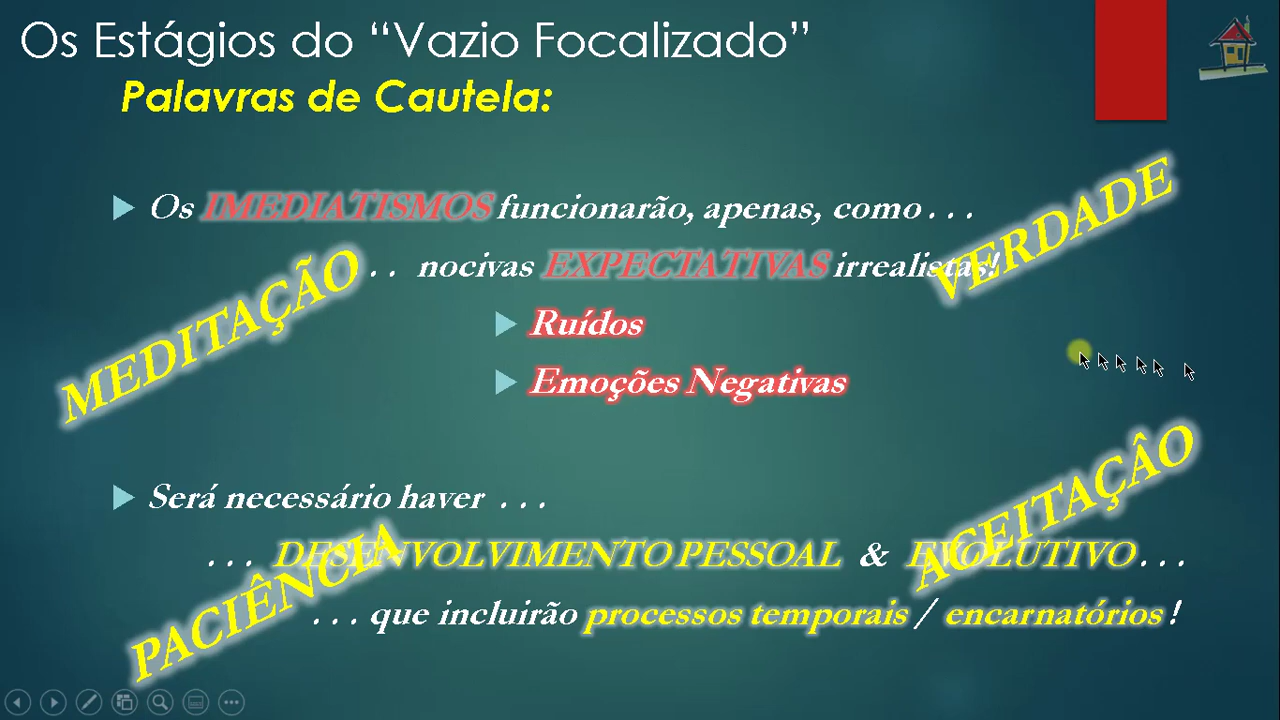 Os Estágios do “Vazio Focalizado”
Palavras de Cautela:
VERDADE
Os IMEDIATISMOS funcionarão, apenas, como . . .
MEDITAÇÃO
. . nocivas EXPECTATIVAS irrealistas!
Ruídos
Emoções Negativas
ACEITAÇÂO
Será necessário haver . . .
PACIÊNCIA
. . . DESENVOLVIMENTO PESSOAL & EVOLUTIVO . . .
. . . que incluirão processos temporais / encarnatórios !